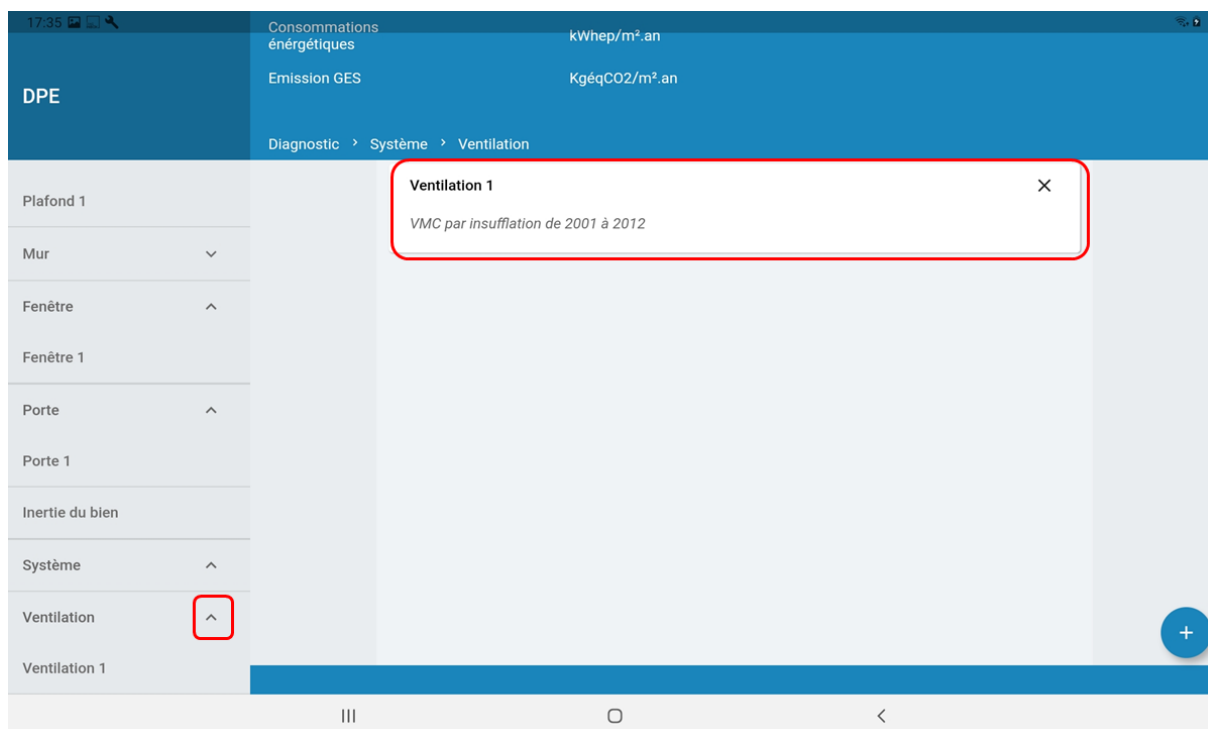 17:35
Consommations
énérgétiques
kWhep/m².an
Emission GES
KgéqCO2/m².an
DPE
Diagnostic > Système > Ventilation
Plafond 1
Mur
Fenêtre
Fenêtre 1
Porte
Porte 1
Inertie du bien
Système
Ventilation
Ventilation 1
Ventilation 1
VMC par insufflation de 2001 à 2012